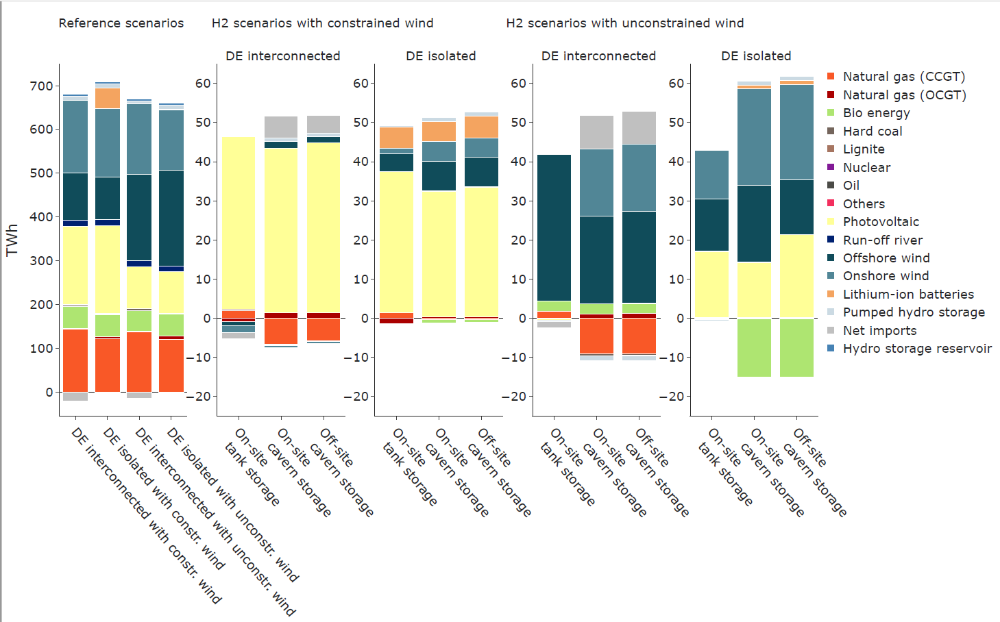 Reference scenarios
H2 scenarios with constrained wind
H2 scenarios with unconstrained wind
DE interconnected
DE isolated
DE interconnected
DE isolated
TWh
700
600
500
400
300
200
100
0
60
50
40
30
20
10
0
−10
−20
60
50
40
30
20
10
0
−10
−20
60
50
40
30
20
10
0
−10
−20
60
50
40
30
20
10
0
−10
−20
DE interconnected with constr. wind
DE isolated with constr. wind
DE interconnected with unconstr. wind
DE isolated with unconstr. wind
On-site
tank storage
On-site
cavern storage
Off-site
cavern storage
On-site
tank storage
On-site
cavern storage
Off-site
cavern storage
On-site
tank storage
On-site
cavern storage
Off-site
cavern storage
On-site
tank storage
On-site
cavern storage
Off-site
cavern storage
Natural gas (CCGT)
Natural gas (OCGT)
Bio energy
Hard coal
Lignite
Nuclear
Oil
Others
Photovoltaic
Run-off river
Offshore wind
Onshore wind
Lithium-ion batteries
Pumped hydro storage
Net imports
Hydro storage reservoir